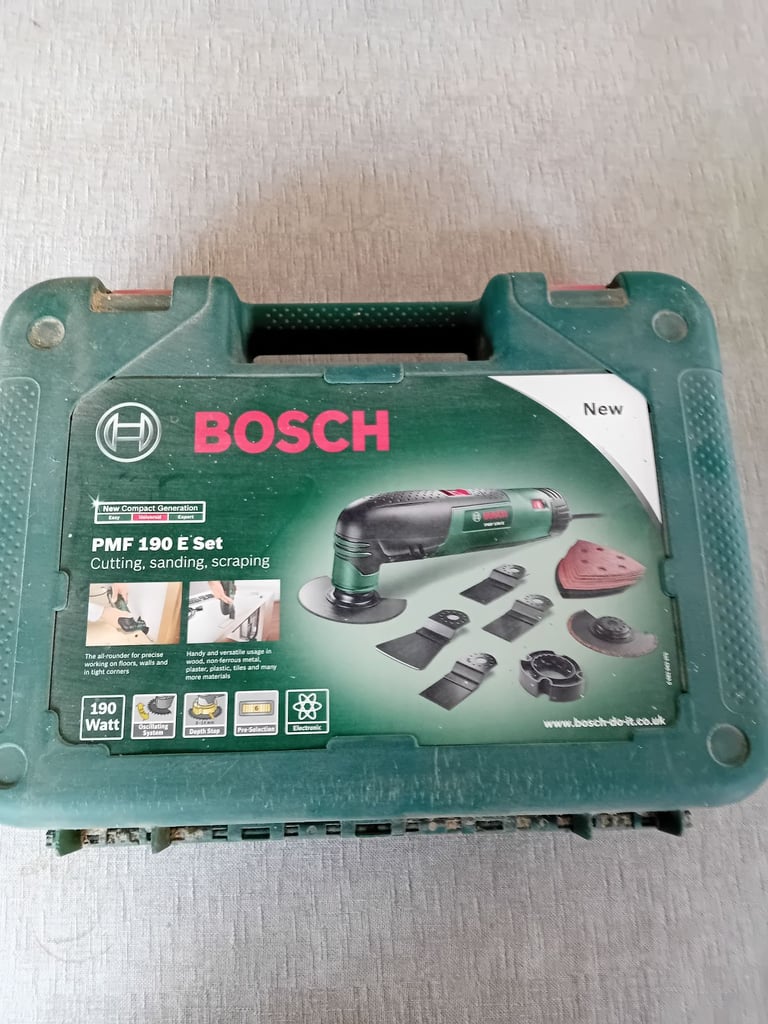 New
BOSCH
New Compact Generation
Easy Universal Expert
PMF 190 E Set
Cutting, sanding, scraping
BOSCH
The all-rounder for precise
working on floors, walls and
in tight corners
Handy and versatile usage in
wood, non-ferrous metal,
plaster, plastic, tiles and many
more materials
190
Watt
Oscillating
System
Depth Stop
6
Pre-Selection
Electronic
www.bosch-do-it.co.uk